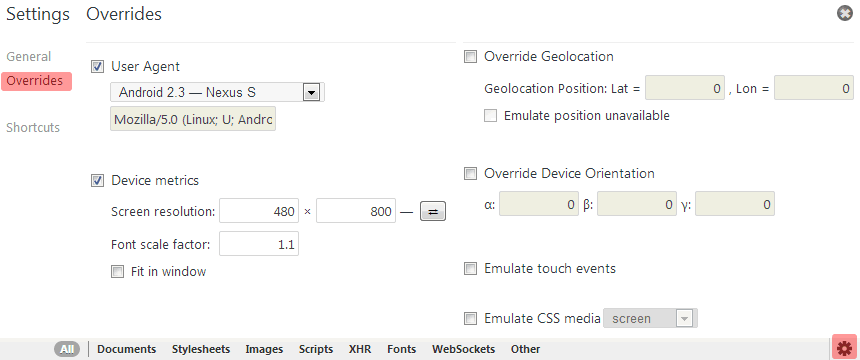 Settings
Overrides
General
Overrides
Shortcuts
User Agent
Android 2.3 — Nexus S
Mozilla/5.0 (Linux; U; Andrc
Device metrics
Screen resolution: 480 × 800 —
Font scale factor: 1.1
Fit in window
Override Geolocation
Geolocation Position: Lat = 0 , Lon = 0
Emulate position unavailable
Override Device Orientation
α: 0 β: 0 γ: 0
Emulate touch events
Emulate CSS media screen
All Documents Stylesheets Images Scripts XHR Fonts WebSockets Other